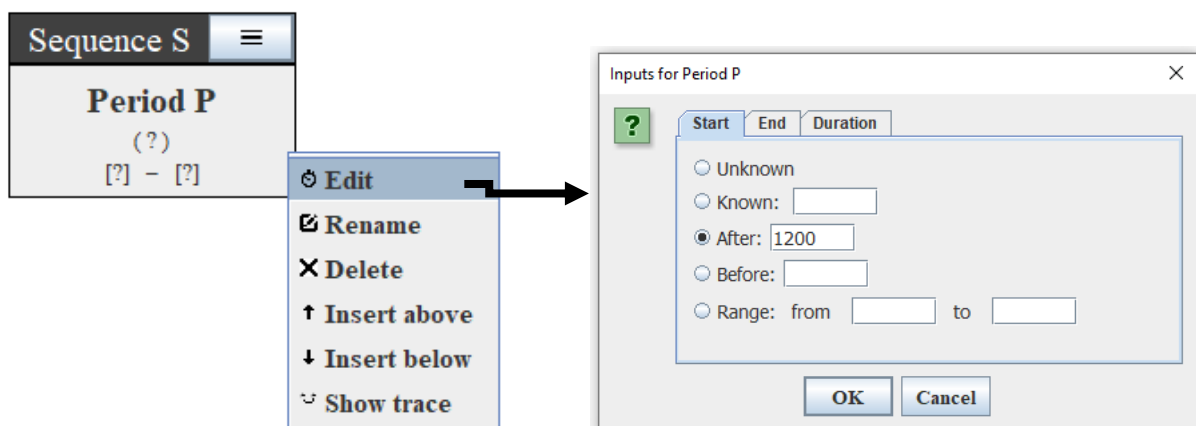 Sequence S ≡
Period P
(?)
[?] – [?]
Edit
Rename
Delete
Insert above
Insert below
Show trace
Inputs for Period P
?
Start End Duration
Unknown
Known:
After: 1200
Before:
Range: from to
OK Cancel